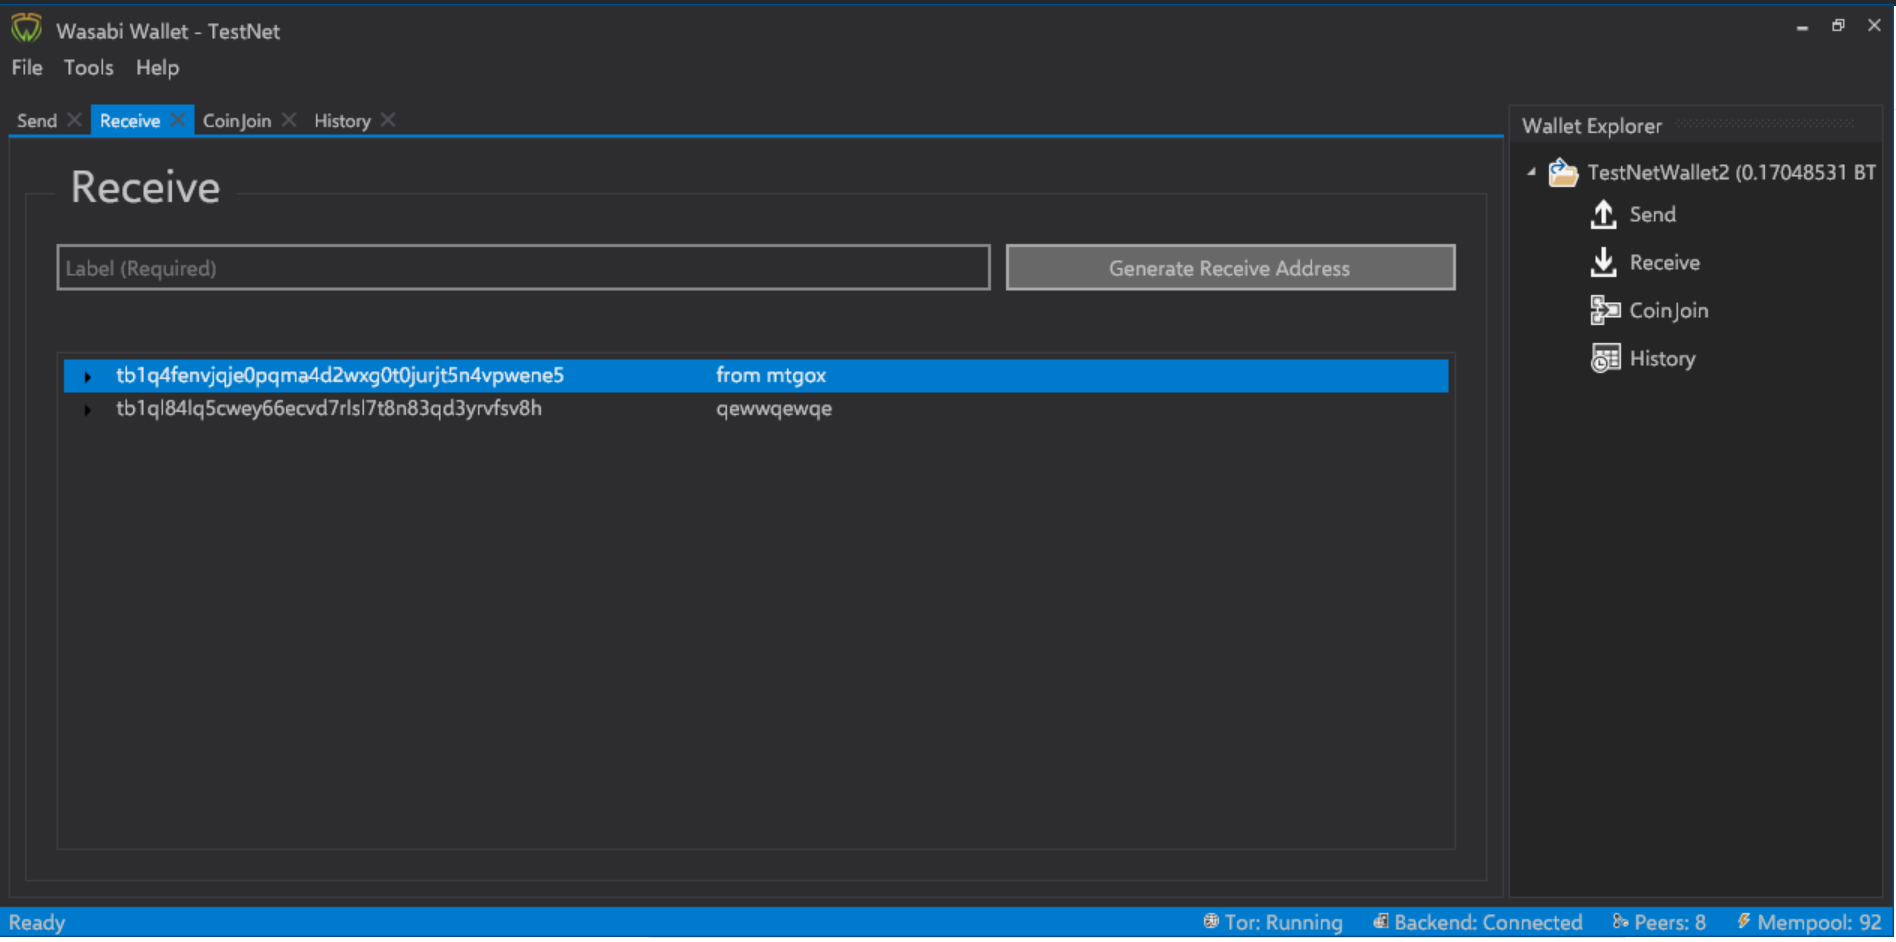 Wasabi Wallet - TestNet
File Tools Help
Send Receive CoinJoin History
Receive
Label (Required) Generate Receive Address
tb1q4fenvjqje0pqma4d2wxg0t0jurjt5n4vpwene5 from mtgox
tb1ql84lq5cwey66ecvd7rlsl7t8n83qd3yrvfsv8h qewwqewqe
Wallet Explorer
TestNetWallet2 (0.17048531 BT
Send
Receive
CoinJoin
History
Ready Tor: Running Backend: Connected Peers: 8 Mempool: 92